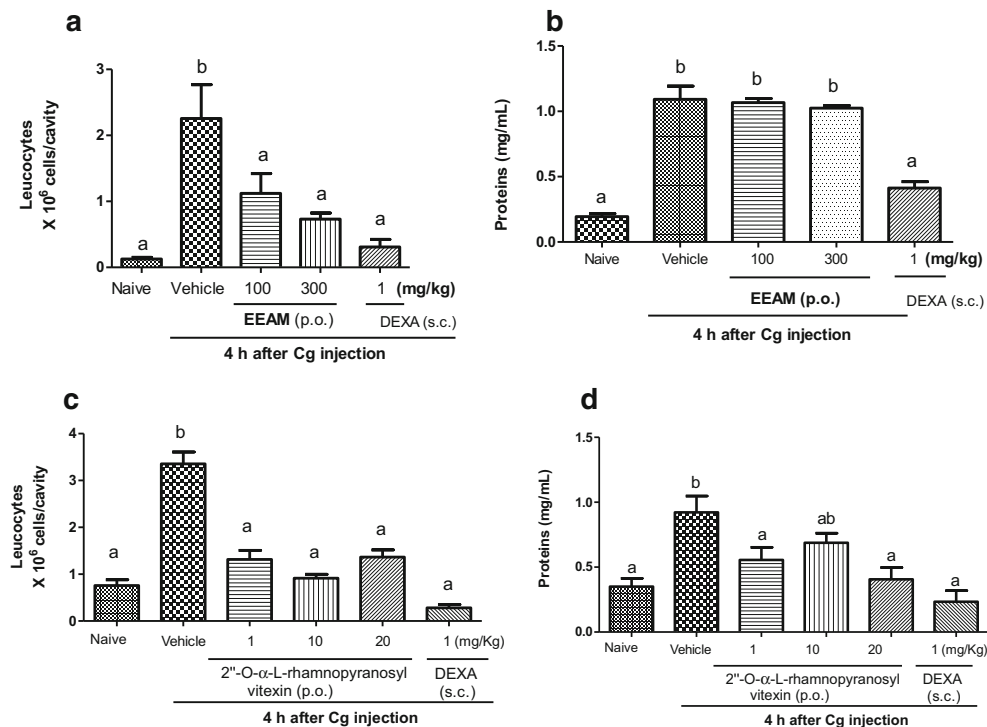 a
Leucocytes
X 10⁶ cells/cavity
3
2
1
0
a
b
a
a
a
Naive Vehicle 100 300 1 (mg/kg)
EEAM (p.o.) DEXA (s.c.)
4 h after Cg injection
b
Proteins (mg/mL)
1.5
1.0
0.5
0.0
a
b
b
b
a
Naive Vehicle 100 300 1 (mg/kg)
EEAM (p.o.) DEXA (s.c.)
4 h after Cg injection
c
Leucocytes
X 10⁶ cells/cavity
4
3
2
1
0
a
b
a
a
a
a
Naive Vehicle 1 10 20 1 (mg/Kg)
2"-O-α-L-rhamnopyranosyl DEXA
vitexin (p.o.) (s.c.)
4 h after Cg injection
d
Proteins (mg/mL)
1.5
1.0
0.5
0.0
a
b
a
ab
a
a
Naive Vehicle 1 10 20 1 (mg/Kg)
2"-O-α-L-rhamnopyranosyl DEXA
vitexin (p.o.) (s.c.)
4 h after Cg injection